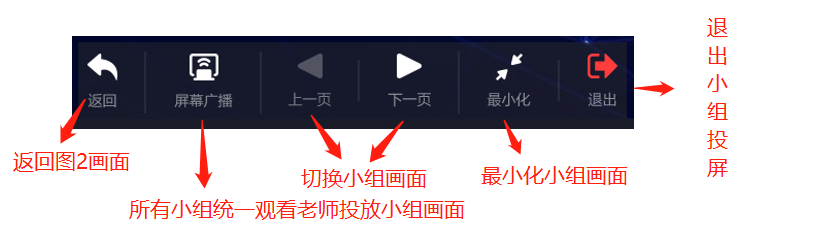 返回
屏幕广播
上一页
下一页
最小化
退出
退出小组投屏
返回图2画面
切换小组画面
最小化小组画面
所有小组统一观看老师投放小组画面